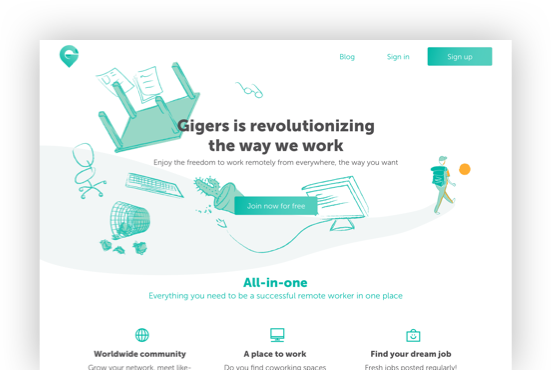 Blog
Sign in
Sign up
Gigers is revolutionizing
the way we work
Enjoy the freedom to work remotely from everywhere, the way you want
Join now for free
All-in-one
Everything you need to be a successful remote worker in one place
Worldwide community
A place to work
Find your dream job
Grow your network, meet like-
Do you find coworking spaces
Fresh jobs posted regularly!